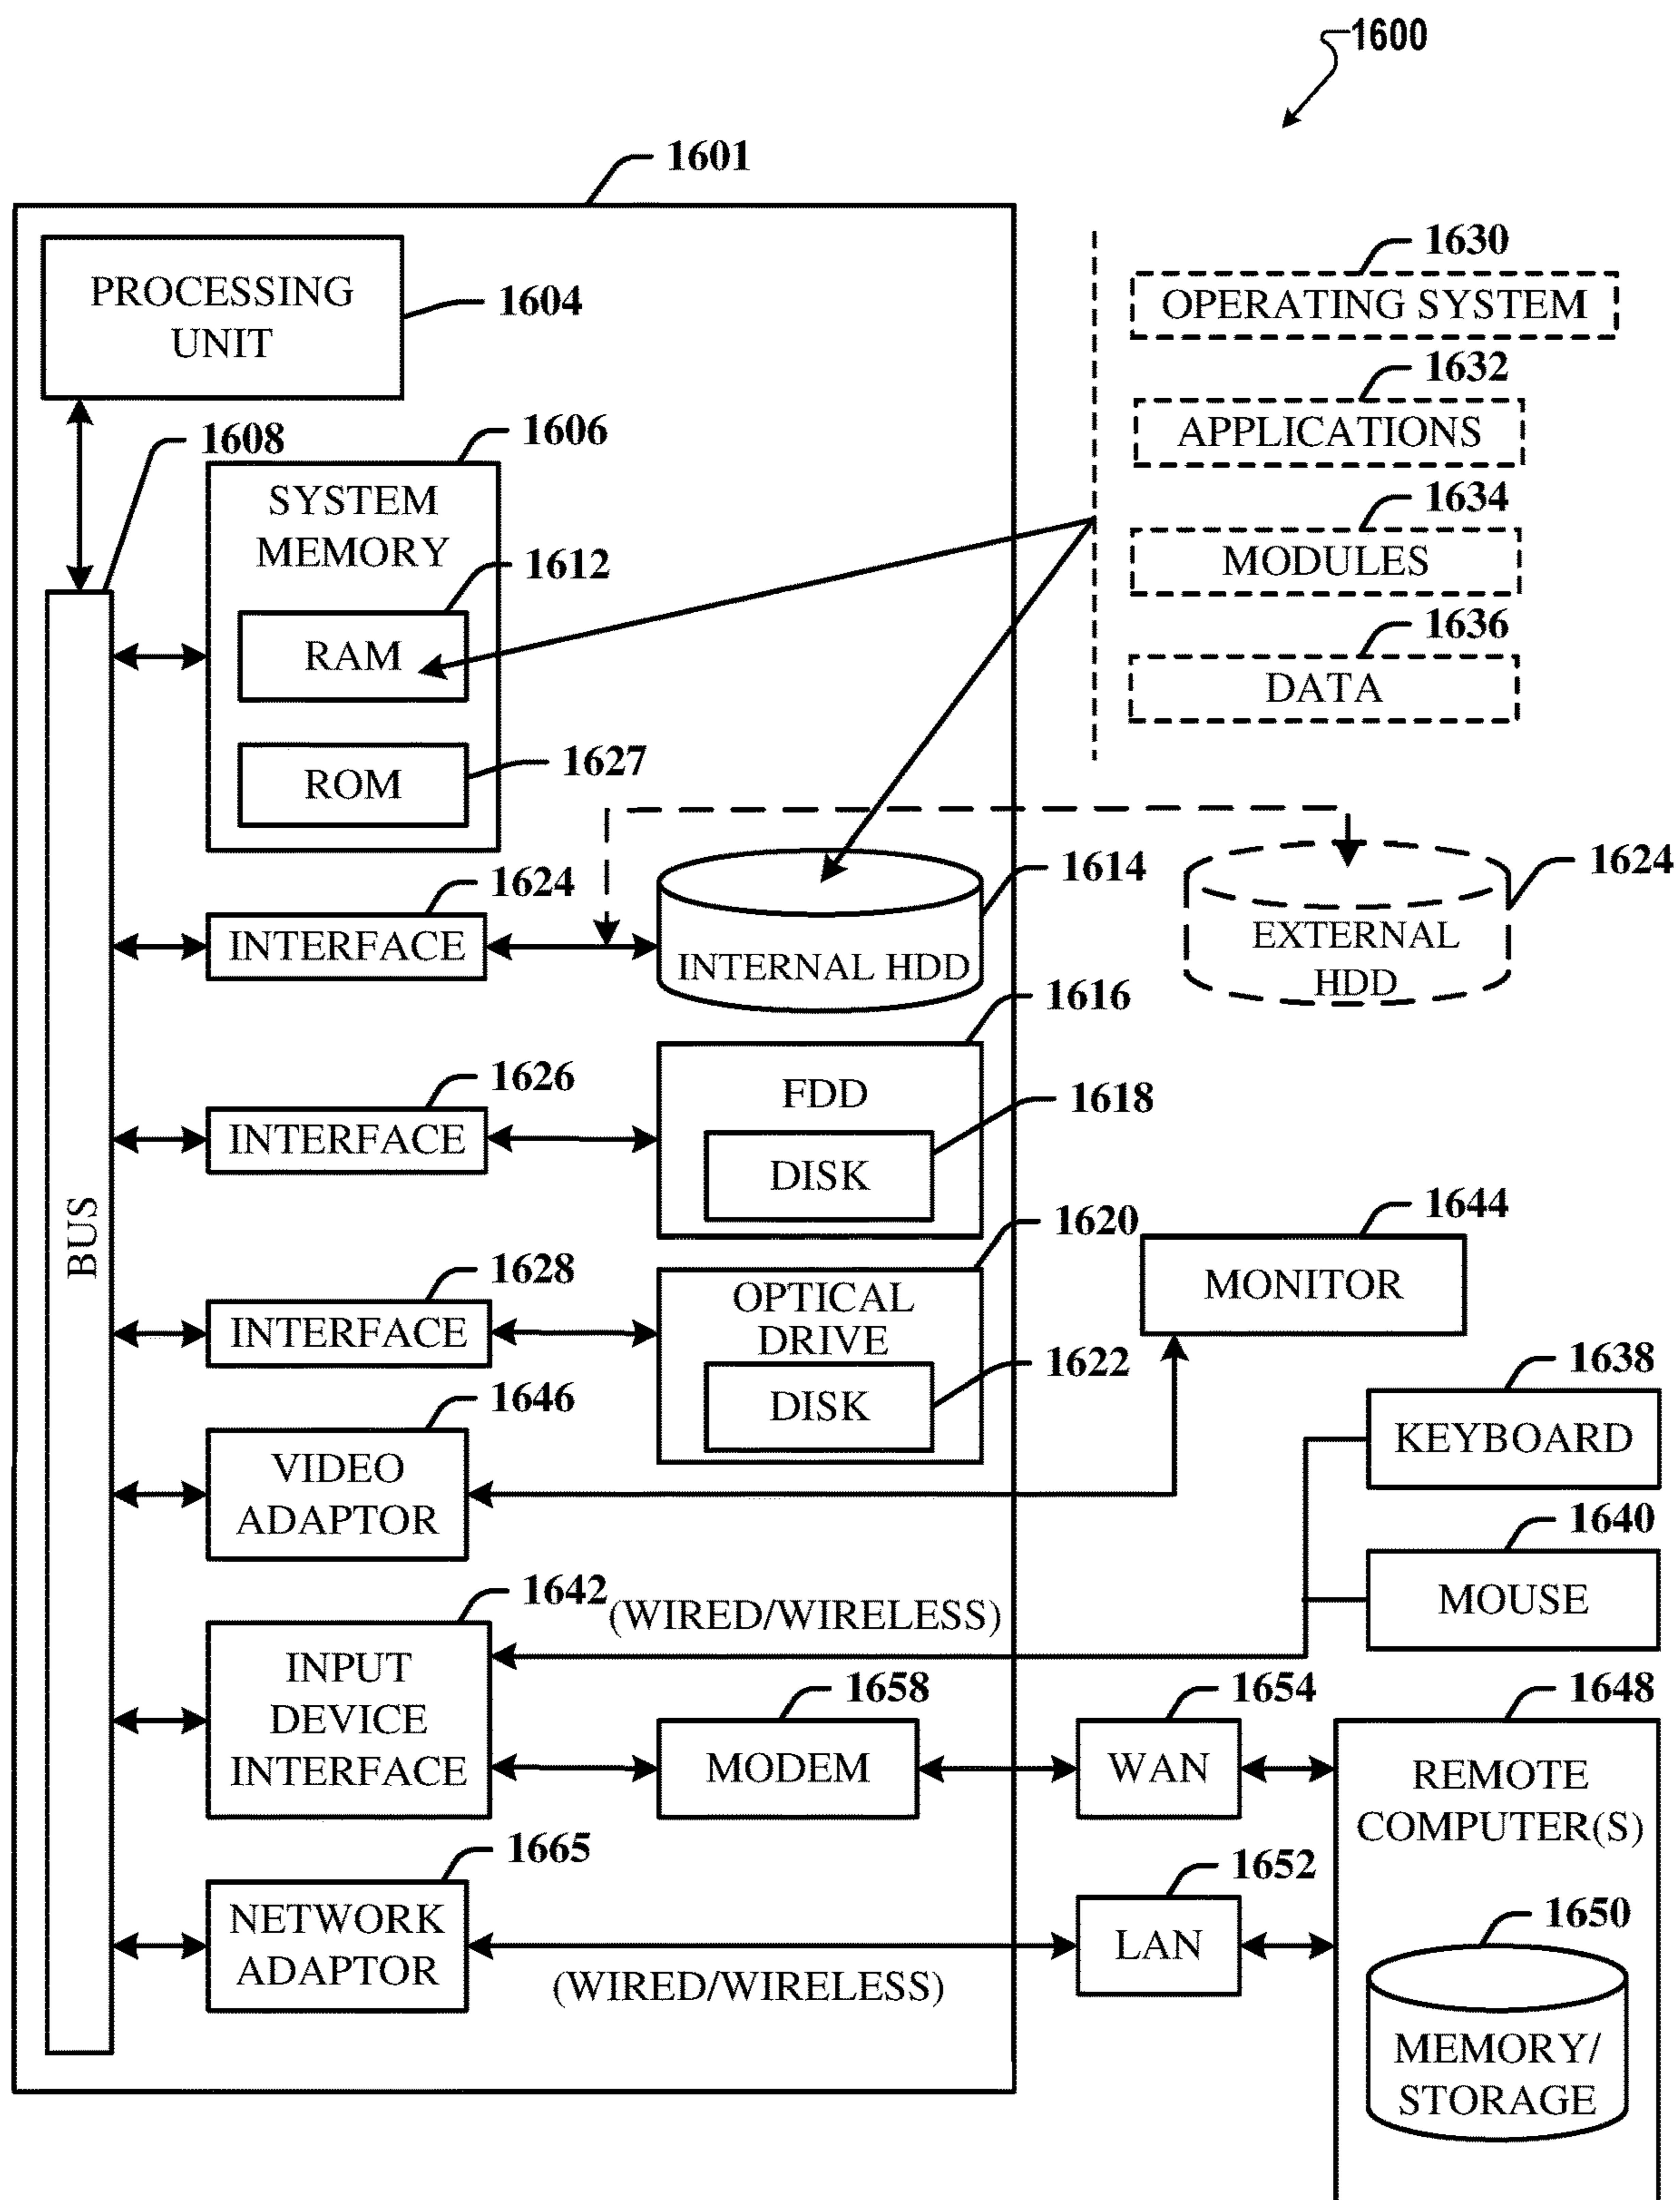 1600
1601
PROCESSING
UNIT
1604
1630
OPERATING SYSTEM
1632
APPLICATIONS
1634
MODULES
1636
DATA
1608
1606
SYSTEM
MEMORY
1612
RAM
ROM
1627
1624
INTERFACE
1614
INTERNAL HDD
1624
EXTERNAL
HDD
1626
INTERFACE
1616
FDD
1618
DISK
BUS
1628
INTERFACE
1620
OPTICAL
DRIVE
1622
DISK
1644
MONITOR
1646
VIDEO
ADAPTOR
1638
KEYBOARD
1640
MOUSE
1642
(WIRED/WIRELESS)
INPUT
DEVICE
INTERFACE
1658
MODEM
1654
WAN
1648
REMOTE
COMPUTER(S)
1665
NETWORK
ADAPTOR
(WIRED/WIRELESS)
1652
LAN
1650
MEMORY/
STORAGE